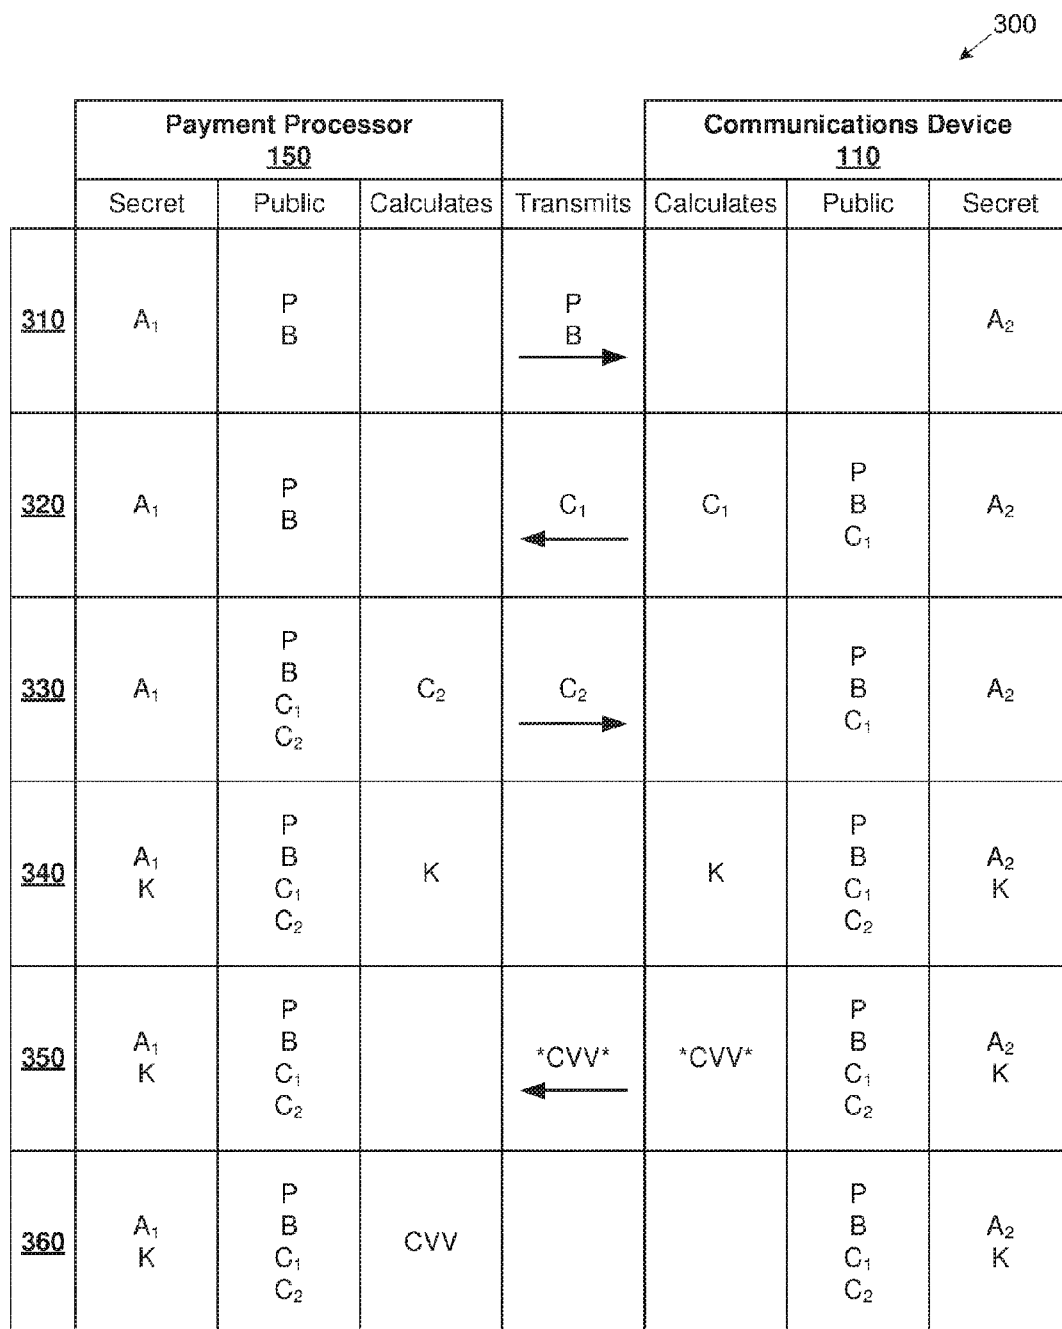 300
Payment Processor
150
Communications Device
110
Secret Public Calculates Transmits Calculates Public Secret
310
A₁
P
B
P
B
A₂
320
A₁
P
B
C₁
C₁
P
B
C₁
A₂
330
A₁
P
B
C₁
C₂
C₂
C₂
P
B
C₁
A₂
340
A₁
K
P
B
C₁
C₂
K
K
P
B
C₁
C₂
A₂
K
350
A₁
K
P
B
C₁
C₂
*CVV*
*CVV*
P
B
C₁
C₂
A₂
K
360
A₁
K
P
B
C₁
C₂
CVV
P
B
C₁
C₂
A₂
K